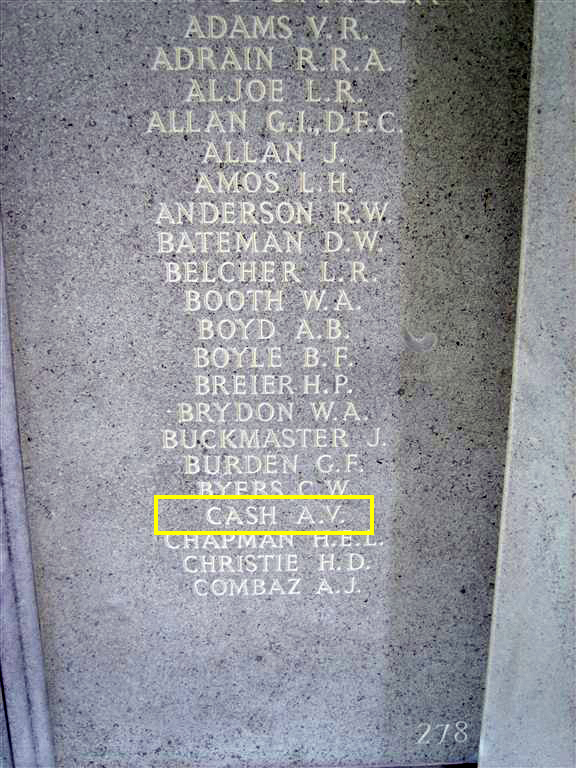 ADAMS V. R.
ADRAIN R. R. A.
ALJOE L. R.
ALLAN G. I., D. F. C.
ALLAN J.
AMOS L. H.
ANDERSON R. W.
BATEMAN D. W.
BELCHER L. R.
BOOTH W. A.
BOYD A. B.
BOYLE B. F.
BREIER H. P.
BRYDON W. A.
BUCKMASTER J.
BURDEN G. F.
BYERS C. W.
CASH A. V.
CHAPMAN H. E. L.
CHRISTIE H. D.
COMBAZ A. J.
278